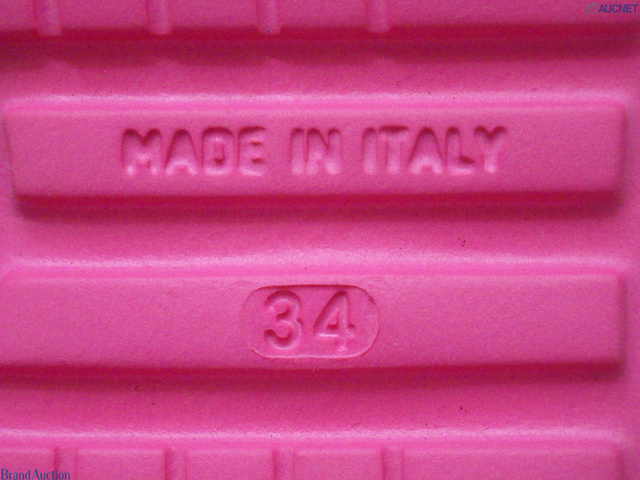 AUCNET
MADE IN ITALY
34
Brand Auction